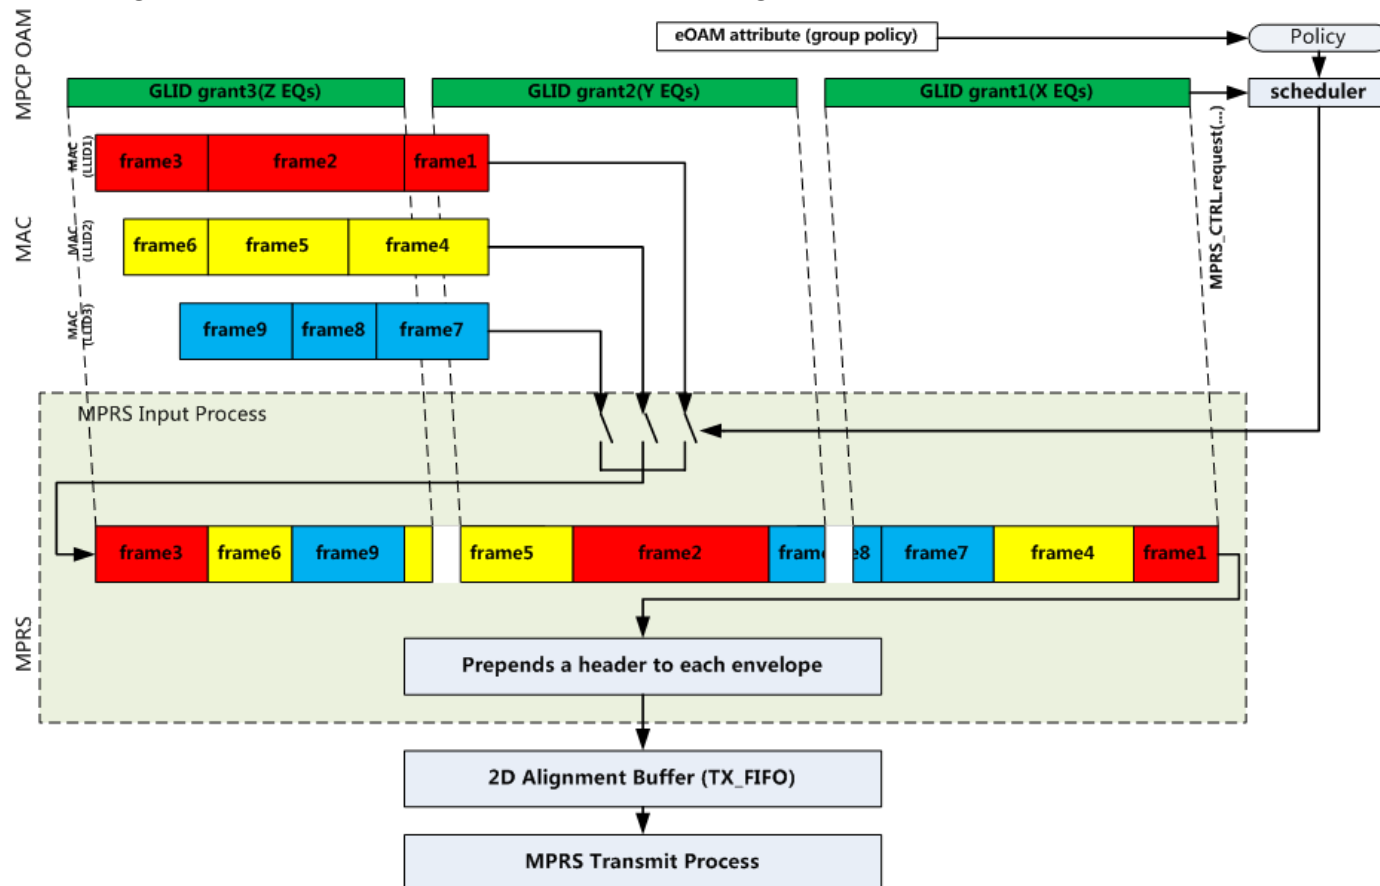 eOAM attribute (group policy)
Policy
MPCP OAM
GLID grant3(Z EQs)
GLID grant2(Y EQs)
GLID grant1(X EQs)
scheduler
MPRS_CTRL.request(...)
MAC
MAC
(LLID1)
frame3
frame2
frame1
MAC
(LLID2)
frame6
frame5
frame4
MAC
(LLID3)
frame9
frame8
frame7
MPRS Input Process
frame3
frame6
frame9
frame5
frame2
fram
e8
frame7
frame4
frame1
MPRS
Prepends a header to each envelope
2D Alignment Buffer (TX_FIFO)
MPRS Transmit Process